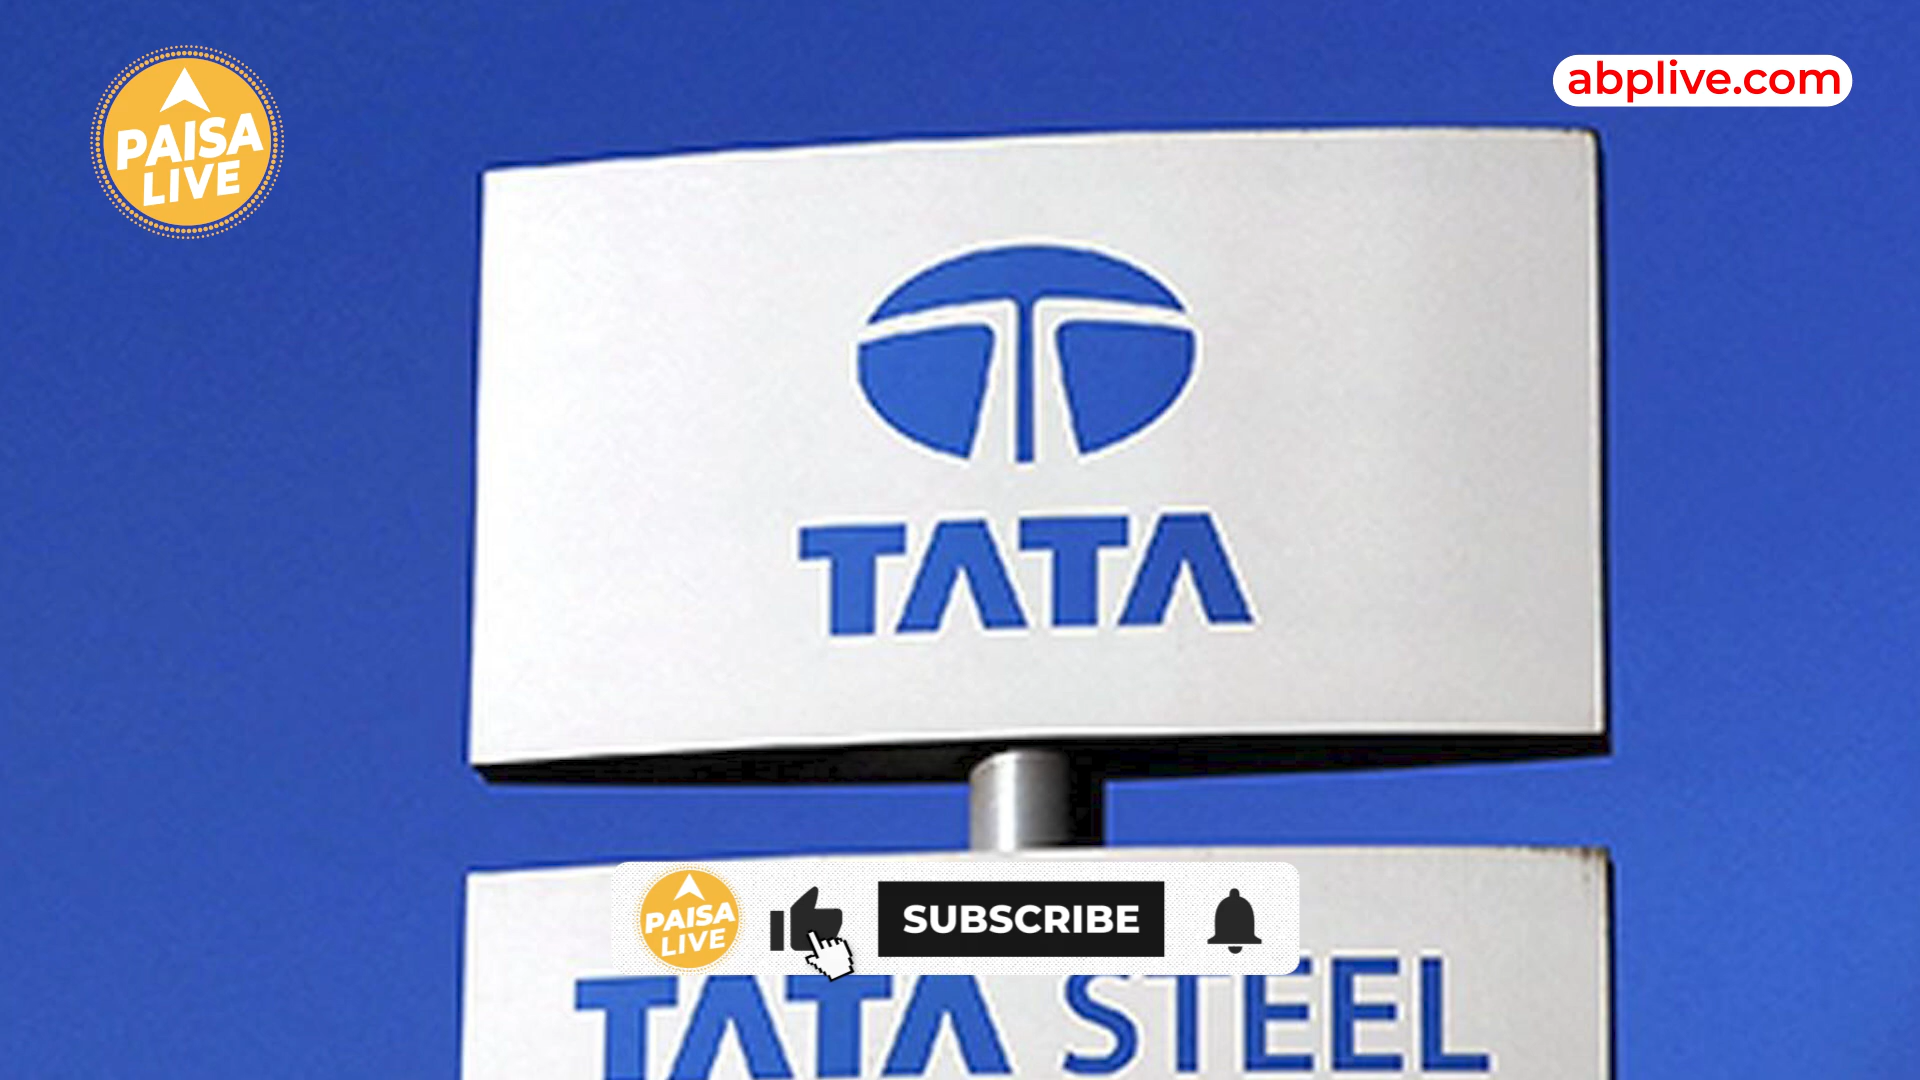 PAISA
LIVE
abplive.com
TATA
PAISA
LIVE
SUBSCRIBE
TATA STEEL